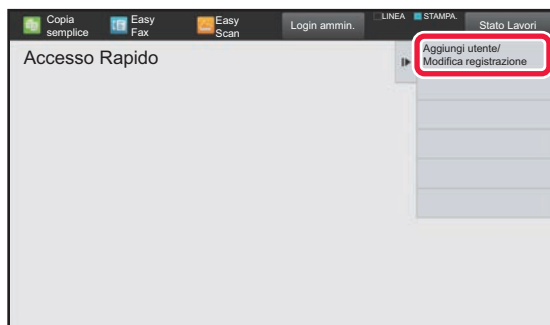 Copia semplice
Easy Fax
Easy Scan
Login ammin.
LINEA
STAMPA.
Stato Lavori
Accesso Rapido
Aggiungi utente/
Modifica registrazione